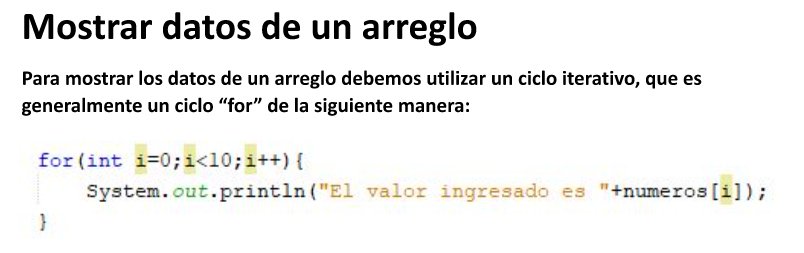 Mostrar datos de un arreglo
Para mostrar los datos de un arreglo debemos utilizar un ciclo iterativo, que es
generalmente un ciclo “for” de la siguiente manera:
for(int i=0;i<10;i++){
    System.out.println("El valor ingresado es "+numeros[i]);
}